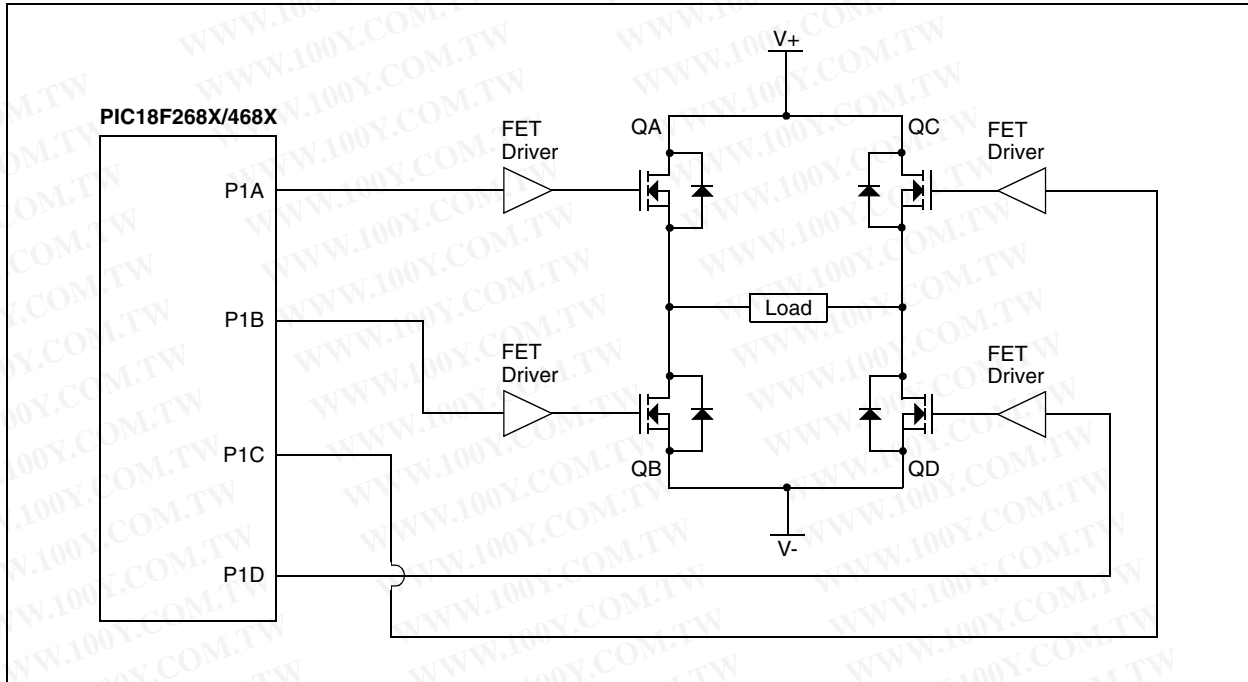 V+
PIC18F268X/468X
QA
QC
FET
Driver
FET
Driver
P1A
Load
P1B
FET
Driver
FET
Driver
P1C
QB
QD
V-
P1D
WWW.100Y.COM.TW